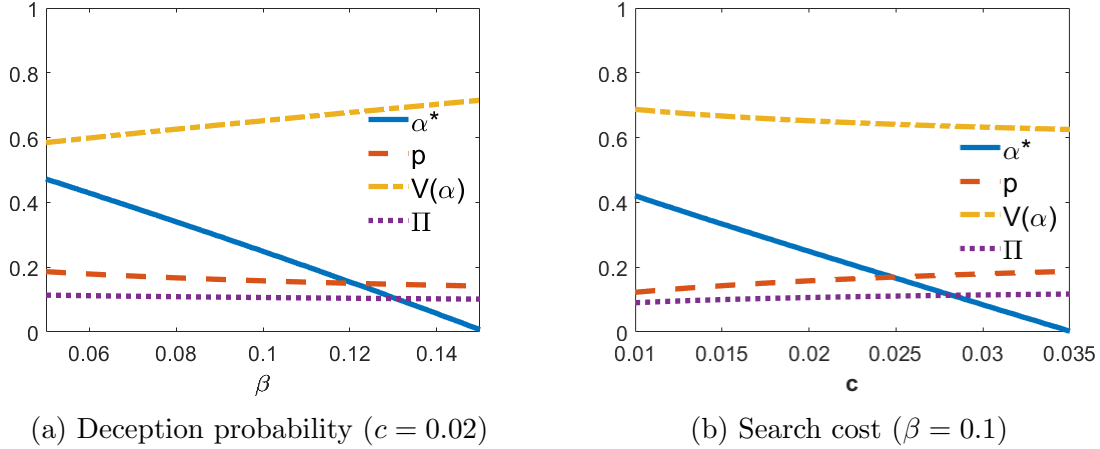 1
0.8
0.6
0.4
0.2
0
0.06 0.08 0.1 0.12 0.14
β
α*
p
V(α)
Π
(a) Deception probability (c = 0.02)
1
0.8
0.6
0.4
0.2
0
0.01 0.015 0.02 0.025 0.03 0.035
c
α*
p
V(α)
Π
(b) Search cost (β = 0.1)